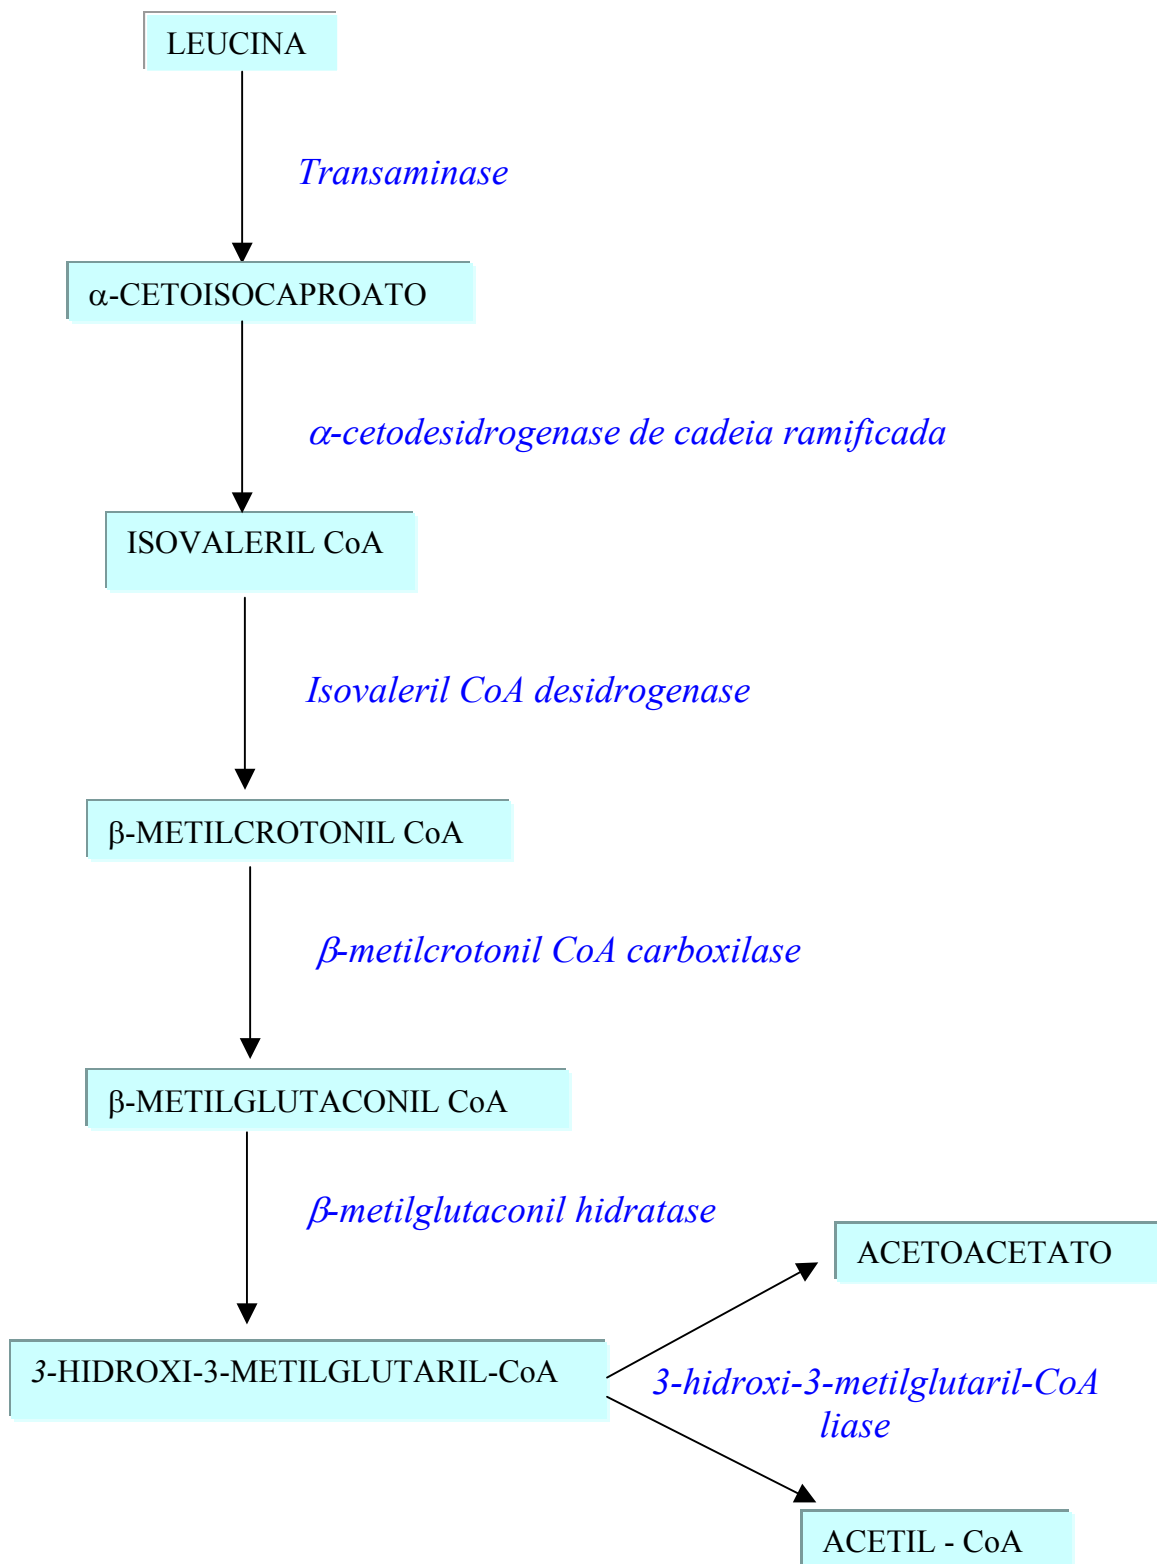 LEUCINA
Transaminase
α-CETOISOCAPROATO
α-cetodesidrogenase de cadeia ramificada
ISOVALERIL CoA
Isovaleril CoA desidrogenase
β-METILCROTONIL CoA
β-metilcrotonil CoA carboxilase
β-METILGLUTACONIL CoA
β-metilglutaconil hidratase
ACETOACETATO
3-HIDROXI-3-METILGLUTARIL-CoA
3-hidroxi-3-metilglutaril-CoA
liase
ACETIL - CoA